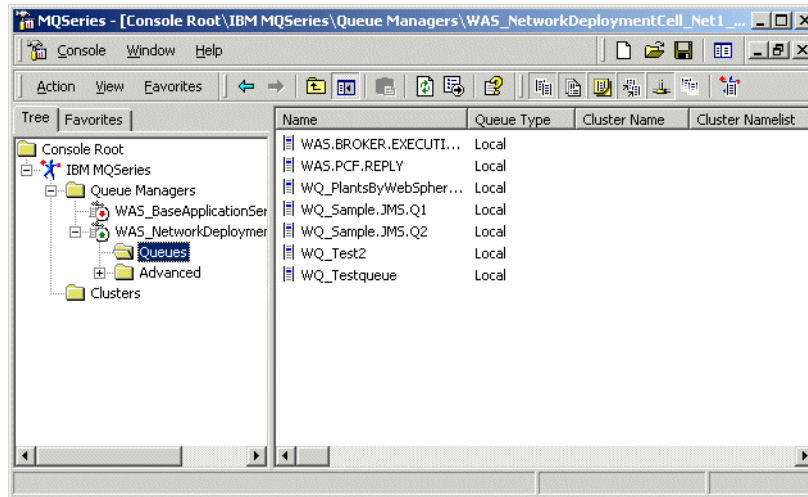 MQSeries - [Console Root\IBM MQSeries\Queue Managers\WAS_NetworkDeploymentCell_Net1_...
Console Window Help
Action View Favorites
Tree Favorites
Name Queue Type Cluster Name Cluster Namelist
Console Root
IBM MQSeries
Queue Managers
WAS_BaseApplicationSer
WAS_NetworkDeploymer
Queues
Advanced
Clusters
WAS.BROKER.EXECUTI... Local
WAS.PCF.REPLY Local
WQ_PlantsByWebSpher... Local
WQ_Sample.JMS.Q1 Local
WQ_Sample.JMS.Q2 Local
WQ_Test2 Local
WQ_Testqueue Local